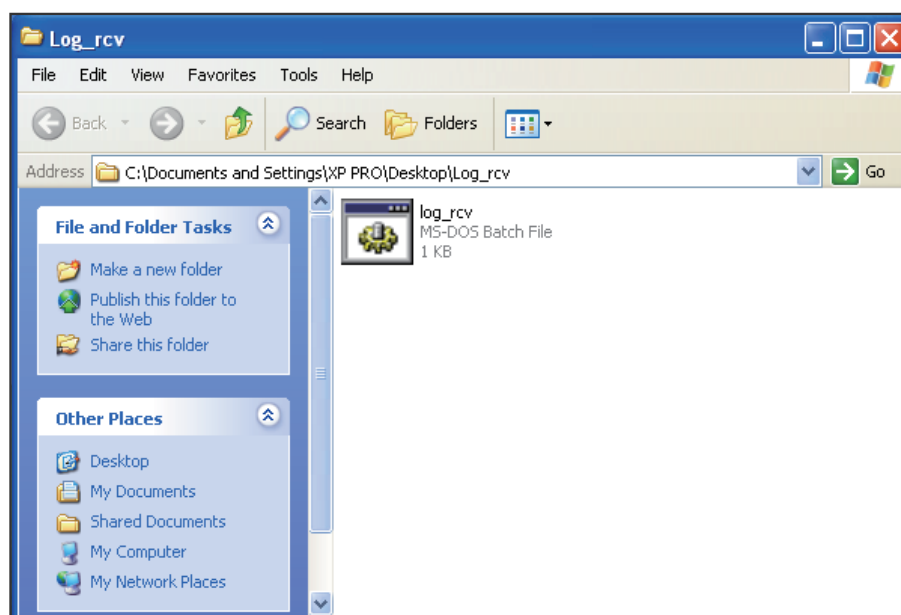 Log_rcv
File Edit View Favorites Tools Help
Back Search Folders
Address C:\Documents and Settings\XP PRO\Desktop\Log_rcv Go
File and Folder Tasks
Make a new folder
Publish this folder to
the Web
Share this folder
Other Places
Desktop
My Documents
Shared Documents
My Computer
My Network Places
log_rcv
MS-DOS Batch File
1 KB